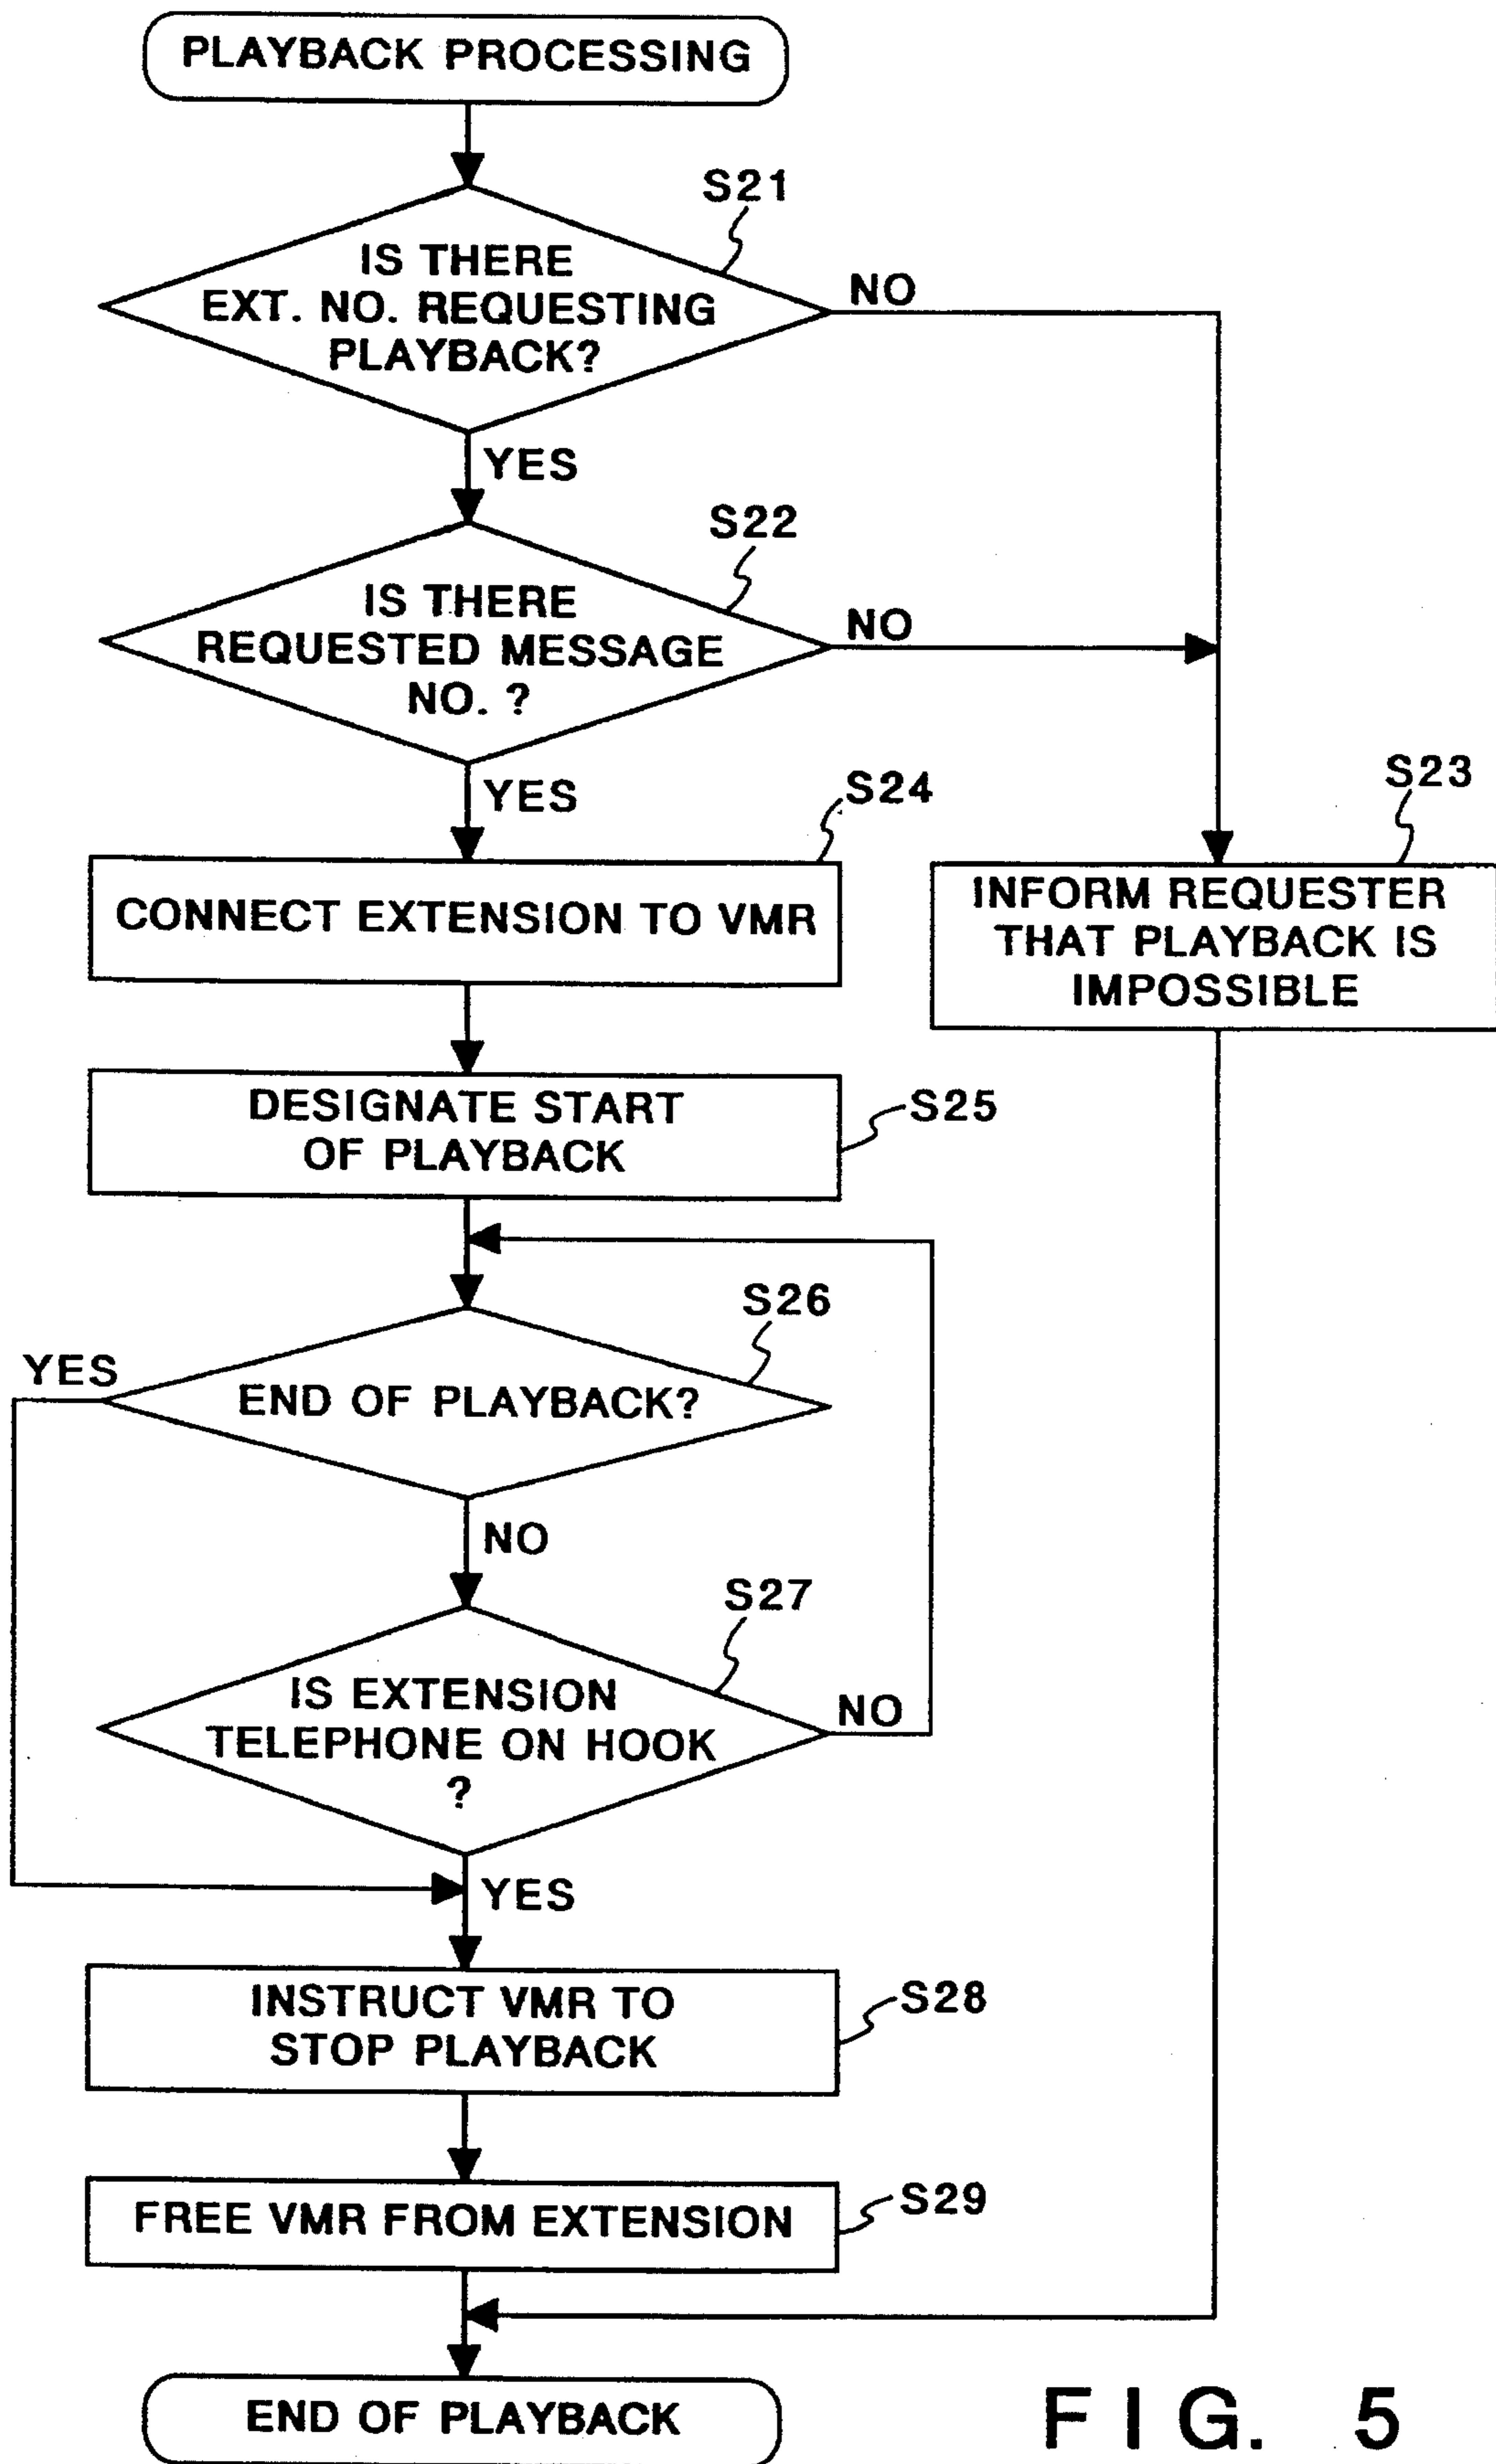 PLAYBACK PROCESSING
S21
IS THERE
EXT. NO. REQUESTING
PLAYBACK?
NO
YES
S22
IS THERE
REQUESTED MESSAGE
NO. ?
NO
YES
S24
CONNECT EXTENSION TO VMR
S23
INFORM REQUESTER
THAT PLAYBACK IS
IMPOSSIBLE
DESIGNATE START
OF PLAYBACK
S25
S26
YES
END OF PLAYBACK?
NO
S27
IS EXTENSION
TELEPHONE ON HOOK
?
NO
YES
INSTRUCT VMR TO
STOP PLAYBACK
S28
FREE VMR FROM EXTENSION
S29
END OF PLAYBACK
FIG. 5